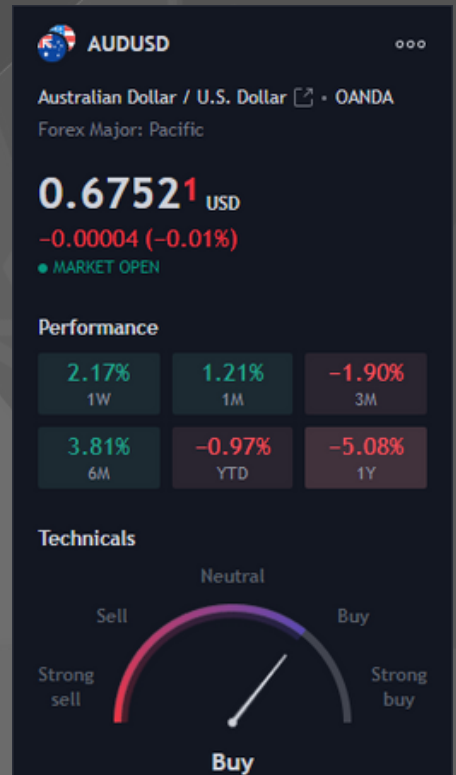 AUDUSD
Australian Dollar / U.S. Dollar • OANDA
Forex Major: Pacific
0.67521 USD
−0.00004 (−0.01%)
• MARKET OPEN
Performance
2.17% 1.21% −1.90%
1W 1M 3M
3.81% −0.97% −5.08%
6M YTD 1Y
Technicals
Neutral
Sell Buy
Strong sell Strong buy
Buy